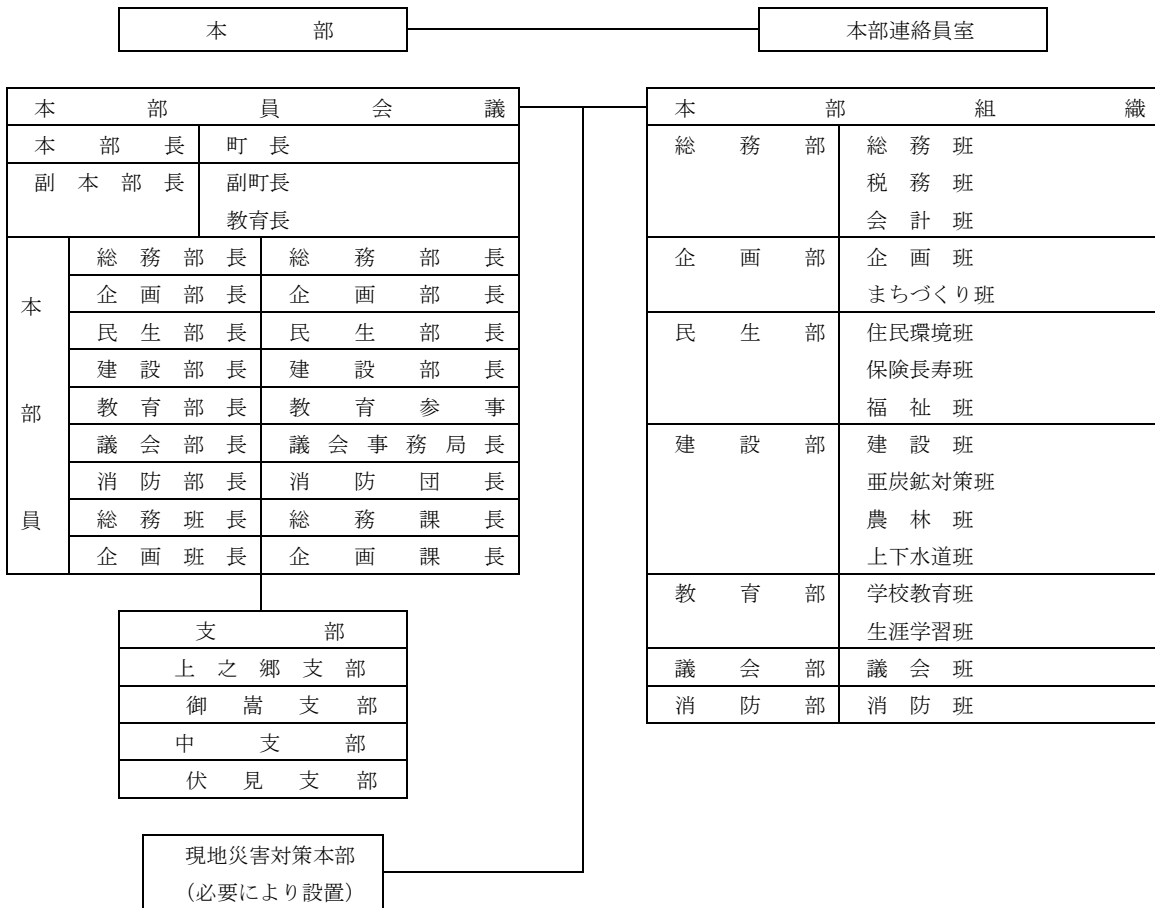 本部 本部連絡員室
本部員会議
本部長 町長
副本部長 副町長
教育長
本部員
総務部長 総務部長
企画部長 企画部長
民生部長 民生部長
建設部長 建設部長
教育部長 教育参事
議会部長 議会事務局長
消防部長 消防団長
総務班長 総務課長
企画班長 企画課長
支部
上之郷支部
御嵩支部
中支部
伏見支部
現地災害対策本部
（必要により設置）
本部組織
総務部 総務班
税務班
会計班
企画部 企画班
まちづくり班
民生部 住民環境班
保険長寿班
福祉班
建設部 建設班
亜炭鉱対策班
農林班
上下水道班
教育部 学校教育班
生涯学習班
議会部 議会班
消防部 消防班